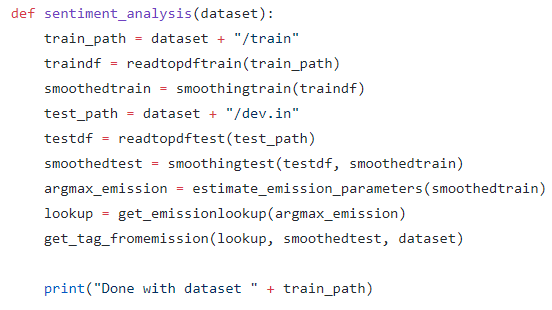 def sentiment_analysis(dataset):
    train_path = dataset + "/train"
    traindf = readtopdftrain(train_path)
    smoothedtrain = smoothingtrain(traindf)
    test_path = dataset + "/dev.in"
    testdf = readtopdftest(test_path)
    smoothedtest = smoothingtest(testdf, smoothedtrain)
    argmax_emission = estimate_emission_parameters(smoothedtrain)
    lookup = get_emissionlookup(argmax_emission)
    get_tag_fromemission(lookup, smoothedtest, dataset)
    print("Done with dataset " + train_path)